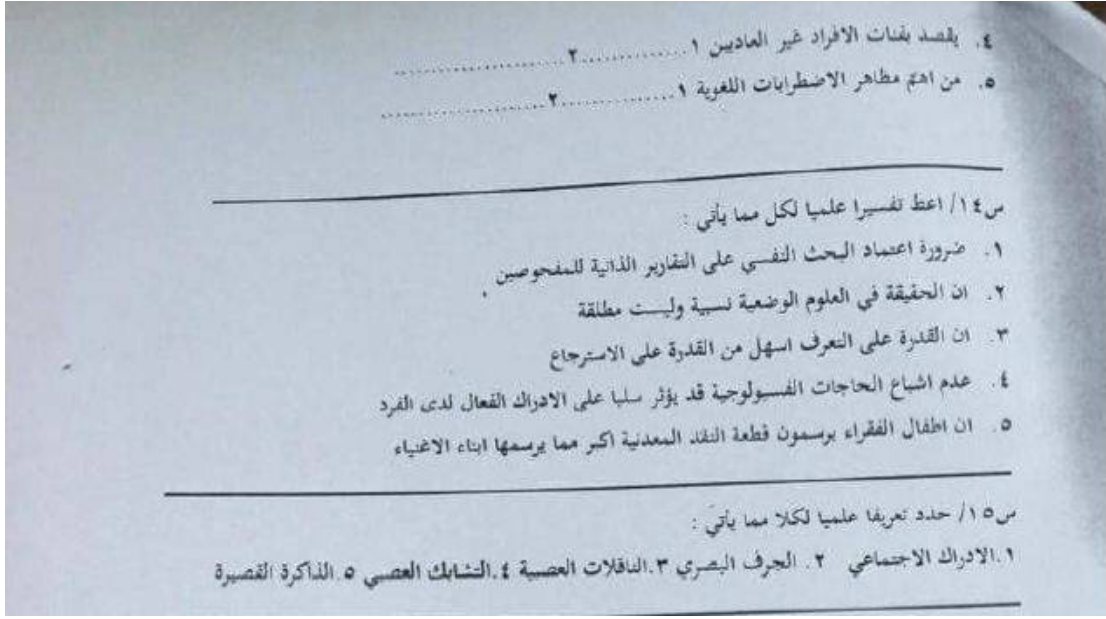 ٤. يقصد بفئات الافراد غير العاديين ١..............٢......................
٥. من اهم مظاهر الاضطرابات اللغوية ١..............٢......................
س١٤/ اعط تفسيرا علميا لكل مما يأتي :
١. ضرورة اعتماد البحث النفسي على التقارير الذاتية للمفحوصين .
٢. ان الحقيقة في العلوم الوضعية نسبية وليست مطلقة
٣. ان القدرة على التعرف اسهل من القدرة على الاسترجاع
٤. عدم اشباع الحاجات الفسيولوجية قد يؤثر سلبا على الادراك الفعال لدى الفرد
٥. ان اطفال الفقراء يرسمون قطعة النقد المعدنية اكبر مما يرسمها ابناء الاغنياء
س١٥/ حدد تعريفا علميا لكلا مما يأتي :
١.الادراك الاجتماعي ٢. الجرف البصري ٣.الناقلات العصبية ٤.التشابك العصبي ٥.الذاكرة القصيرة